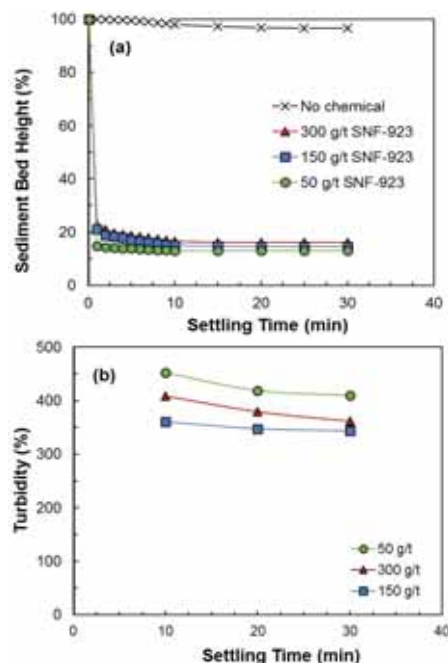 100
(a)
80
No chemical
300 g/t SNF-923
60
150 g/t SNF-923
50 g/t SNF-923
40
20
0
Sediment Bed Height (%)
0 10 20 30 40
Settling Time (min)
500
(b)
400
300
200
100
50 g/t
300 g/t
150 g/t
0
Turbidity (%)
0 10 20 30 40
Settling Time (min)